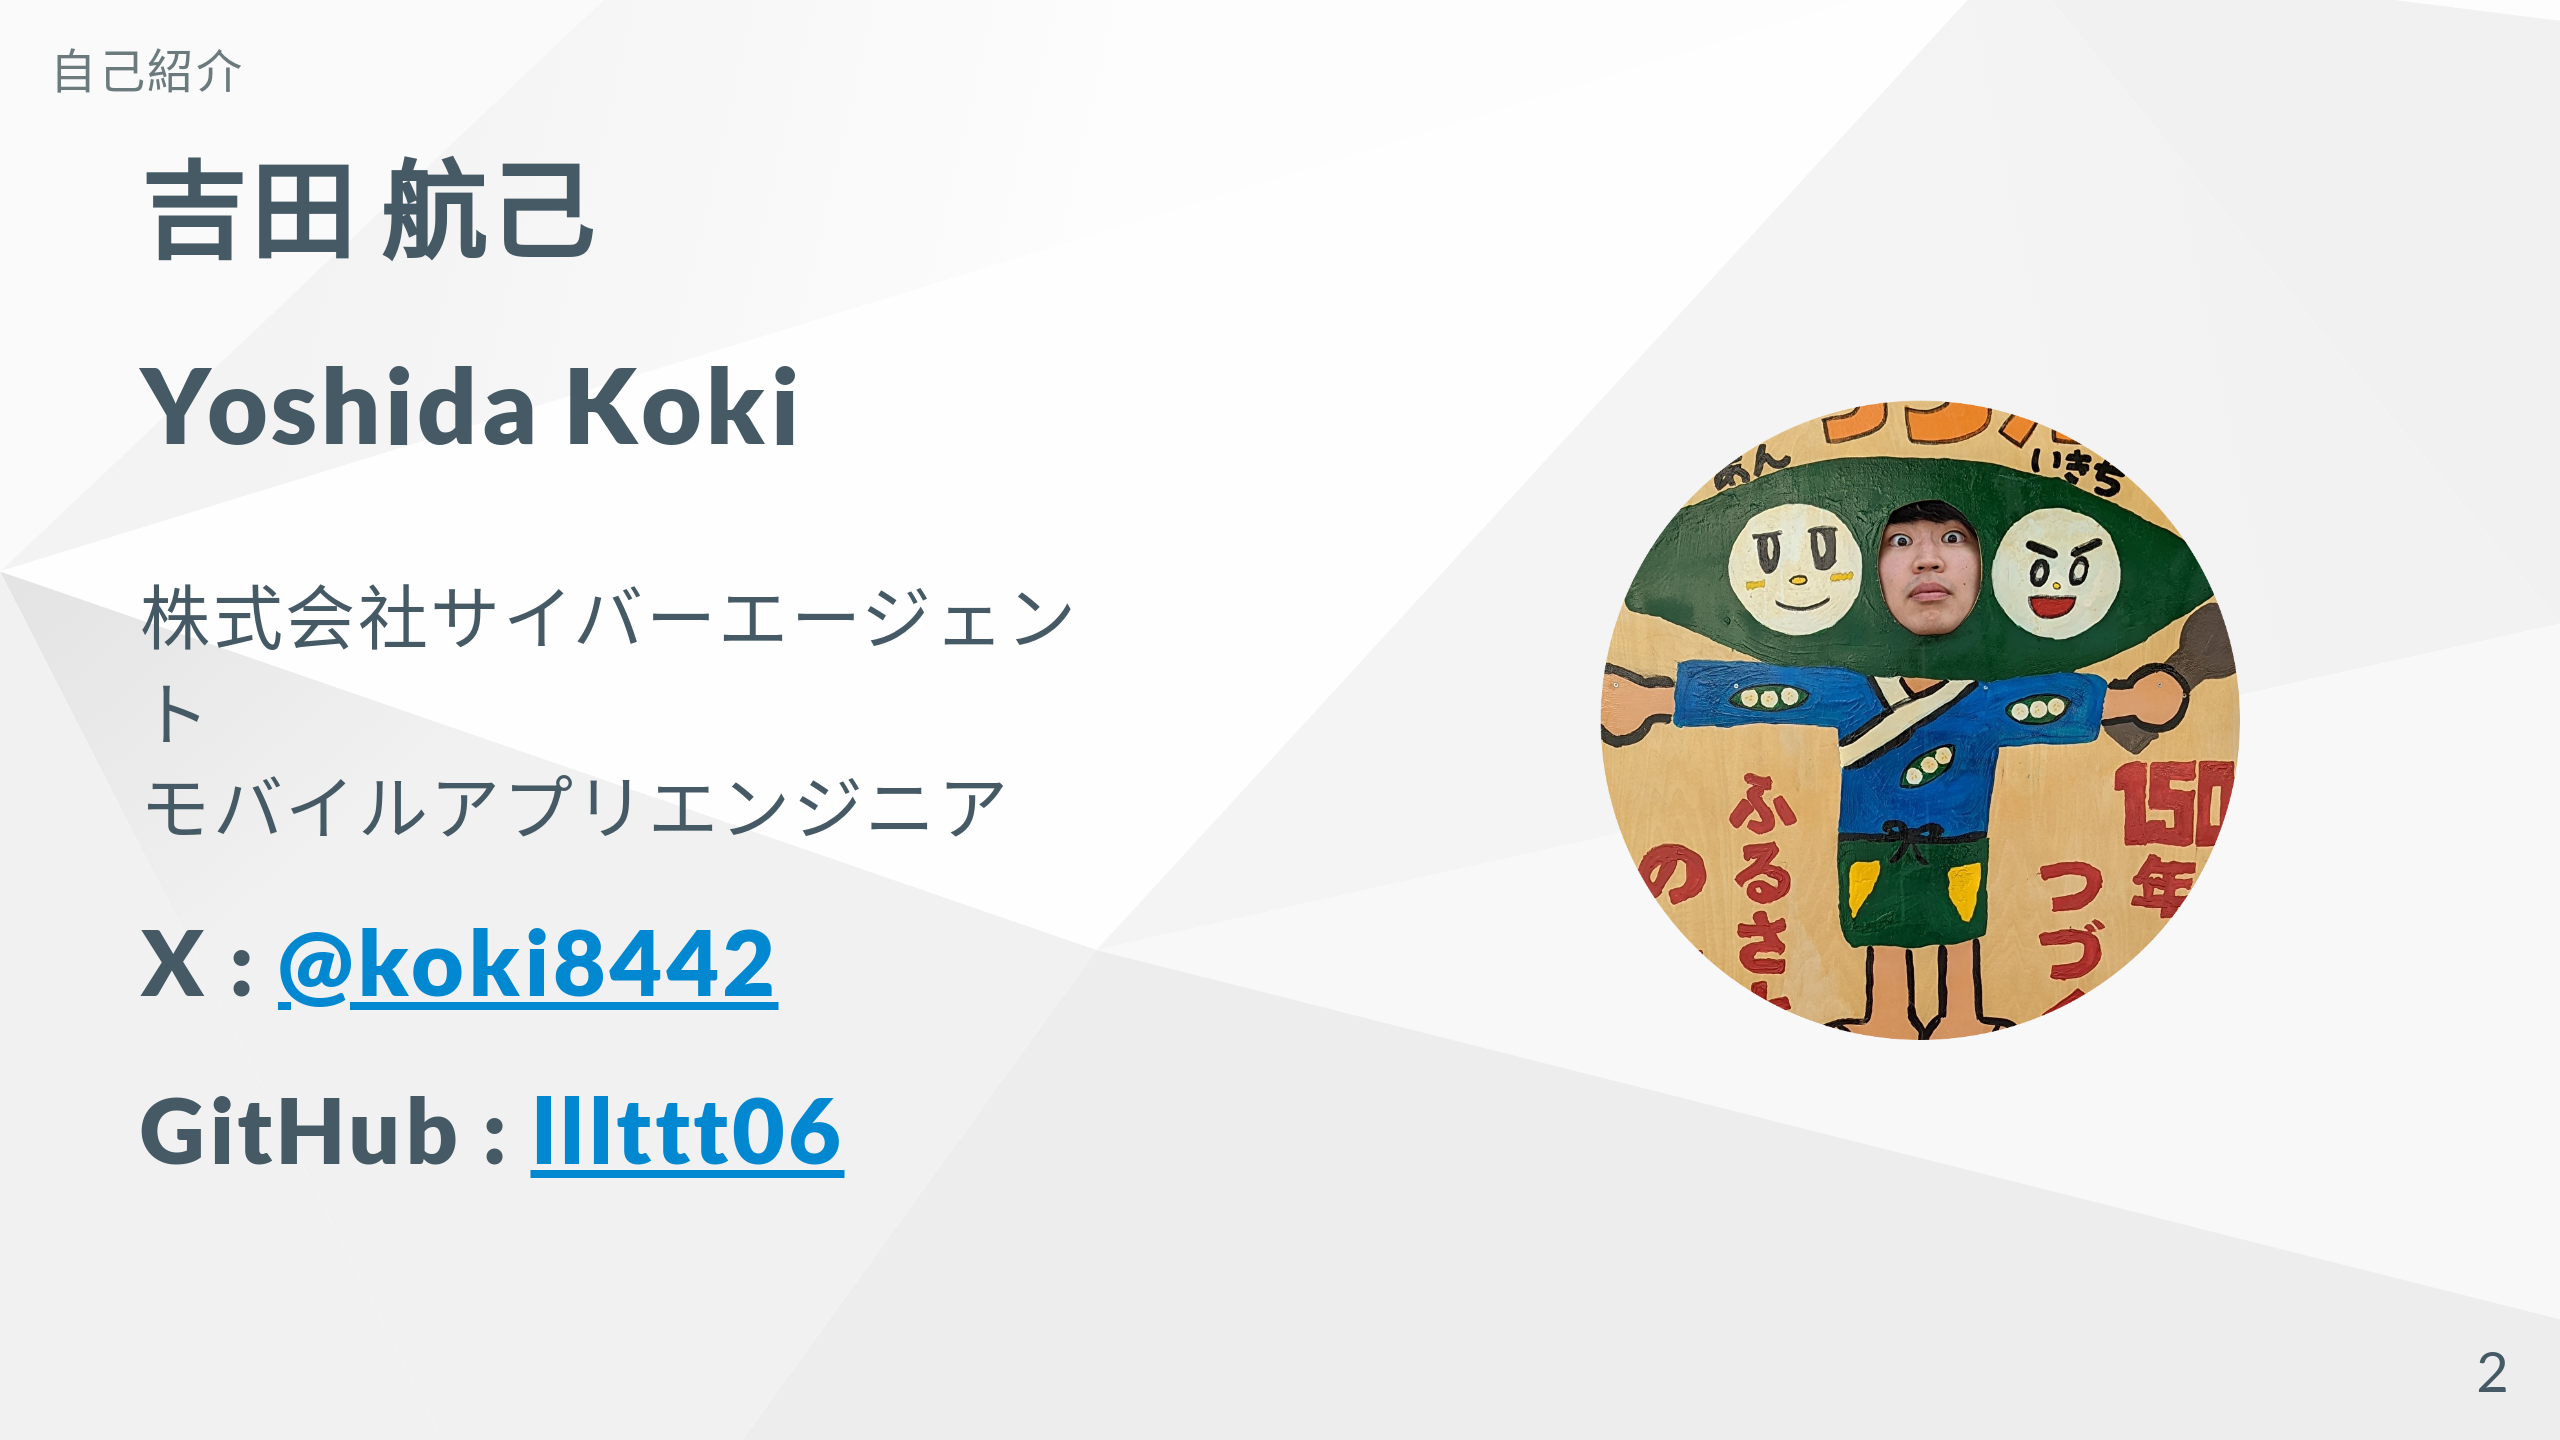 自己紹介
吉田 航己
Yoshida Koki
株式会社サイバーエージェン
ト
モバイルアプリエンジニア
X : @koki8442
GitHub : lllttt06
いきち
150
年
つづ
ふるさ
の
2